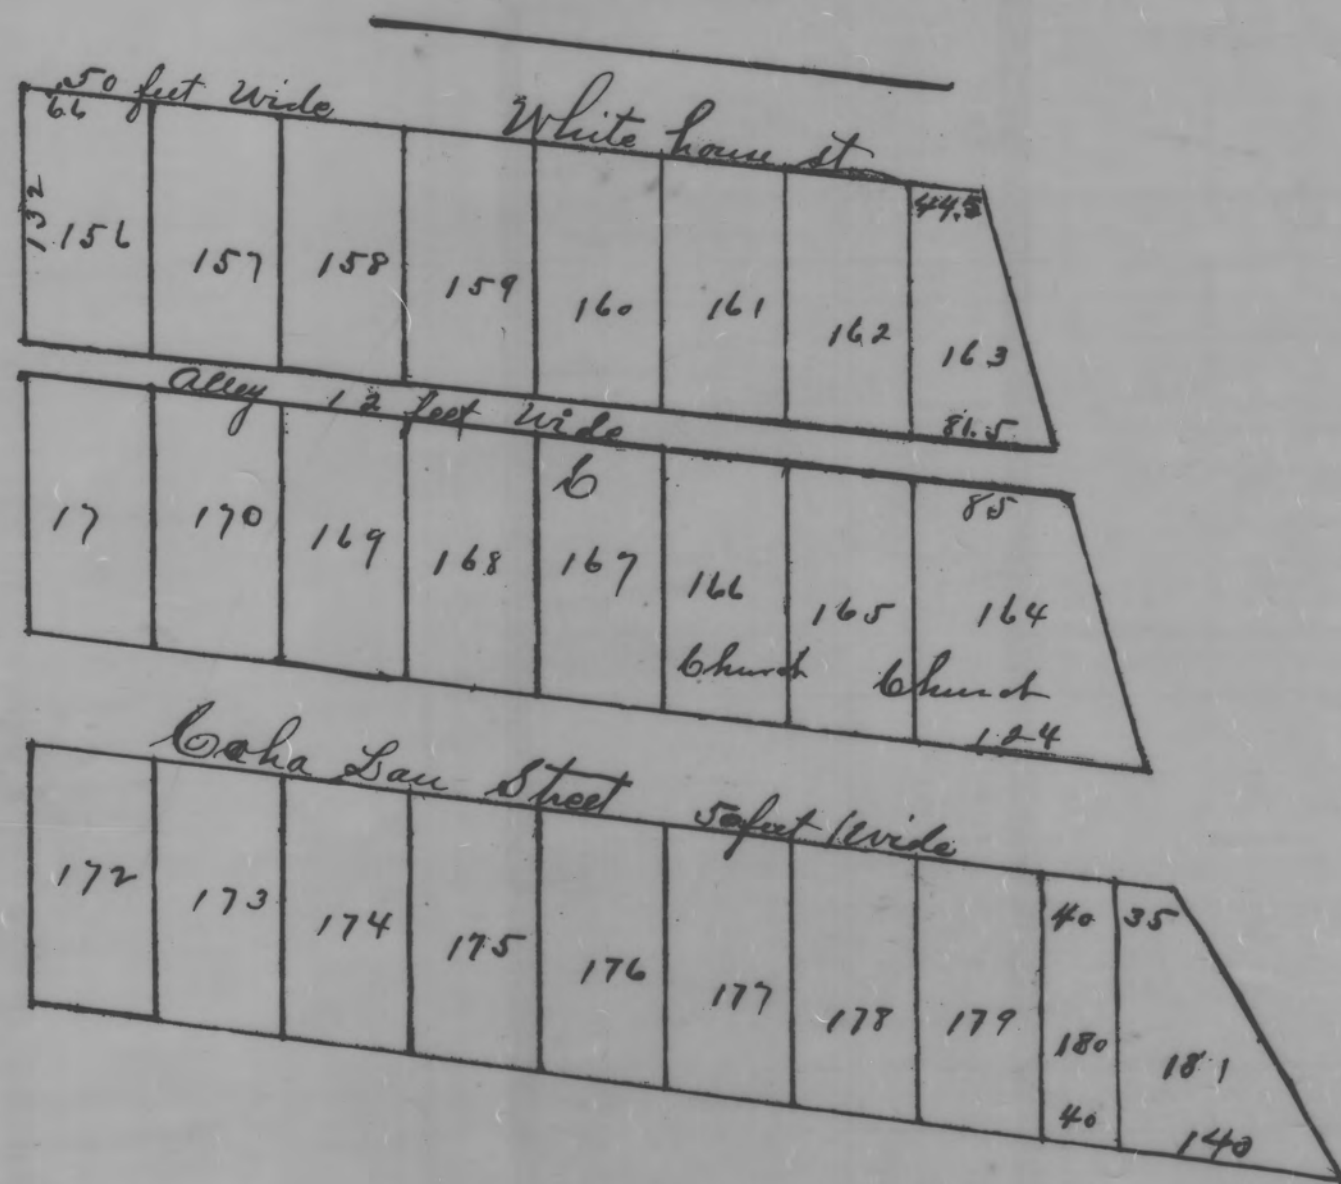 50 feet Wide White house st
66
132
44.5
156 157 158 159 160 161 162 163
81.5
Alley 12 feet Wide
C
85
17 170 169 168 167 166 165 164
Church Church
124
Caha Bau Street 50 feet Wide
40 35
172 173 174 175 176 177 178 179 180 181
40 140